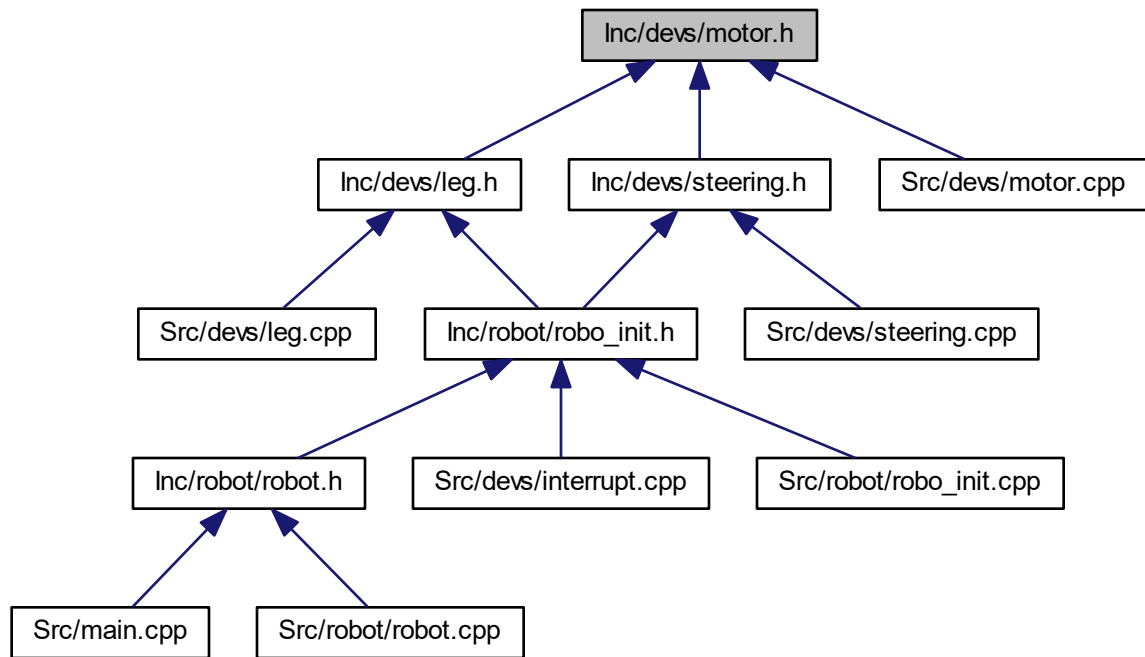 Inc/devs/motor.h
Inc/devs/leg.h
Inc/devs/steering.h
Src/devs/motor.cpp
Src/devs/leg.cpp
Inc/robot/robo_init.h
Src/devs/steering.cpp
Inc/robot/robot.h
Src/devs/interrupt.cpp
Src/robot/robo_init.cpp
Src/main.cpp
Src/robot/robot.cpp